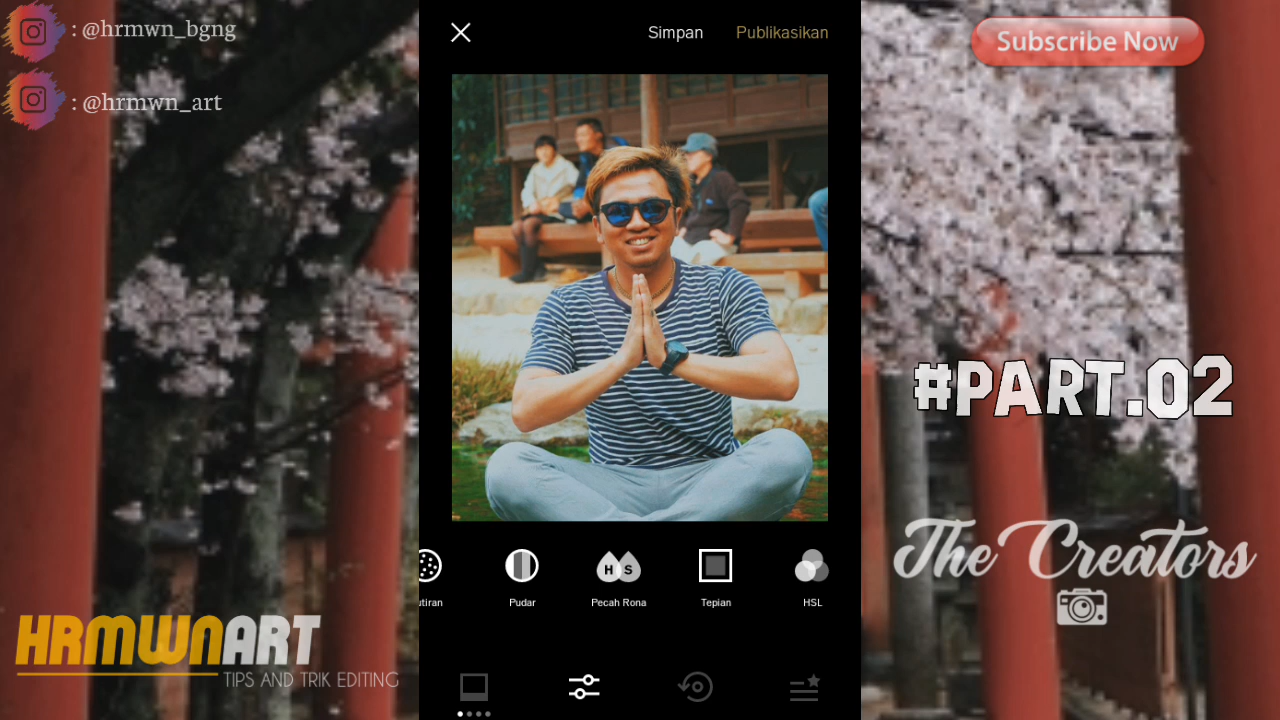 : @hrmwn_bgng
: @hrmwn_art
Simpan
Publikasikan
Subscribe Now
#PART.02
The Creators
utiran
Pudar
H S
Pecah Rona
Tepian
HSL
HRMWNART
TIPS AND TRIK EDITING